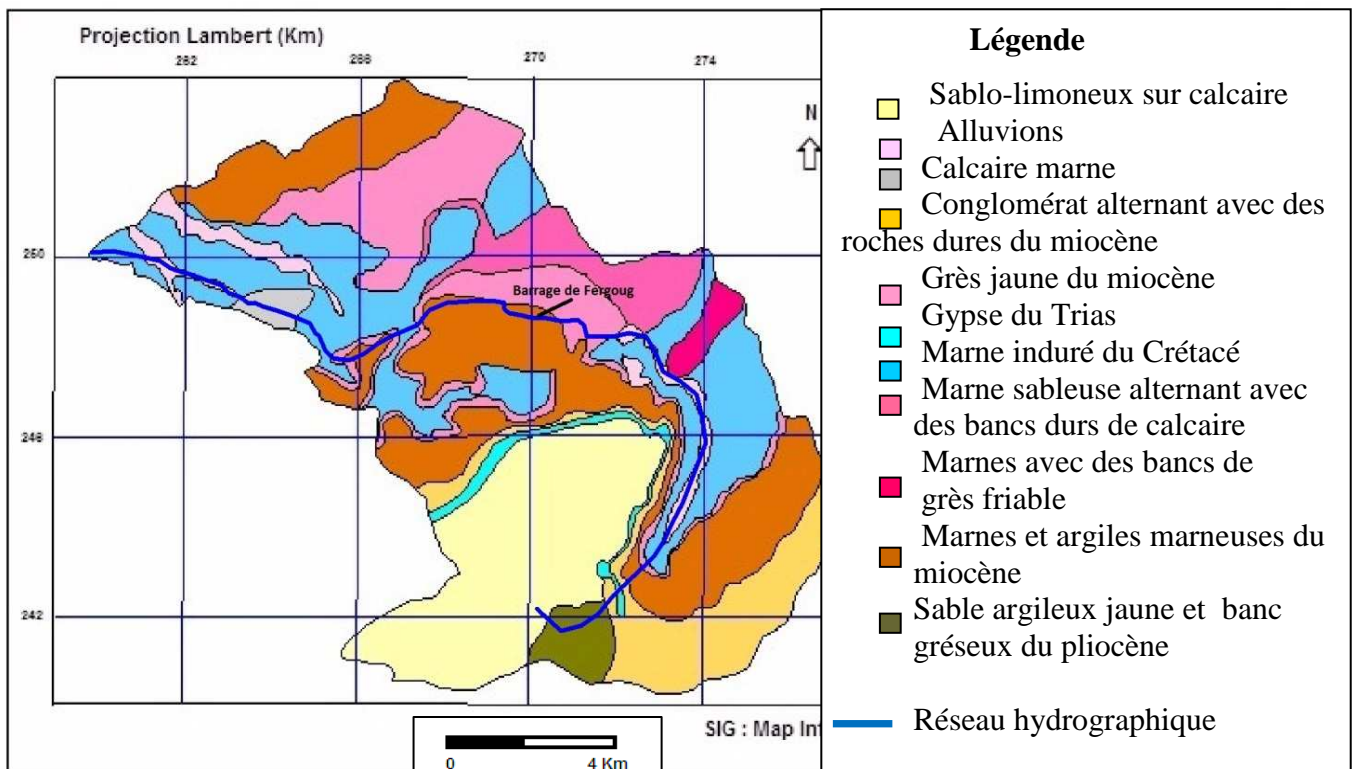 Projection Lambert (Km)
262
266
270
274
N
260
Barrage de Fergoug
248
242
SIG : Map Inf
0
4 Km
Légende
Sablo-limoneux sur calcaire
Alluvions
Calcaire marne
Conglomérat alternant avec des
roches dures du miocène
Grès jaune du miocène
Gypse du Trias
Marne induré du Crétacé
Marne sableuse alternant avec
des bancs durs de calcaire
Marnes avec des bancs de
grès friable
Marnes et argiles marneuses du
miocène
Sable argileux jaune et banc
gréseux du pliocène
Réseau hydrographique